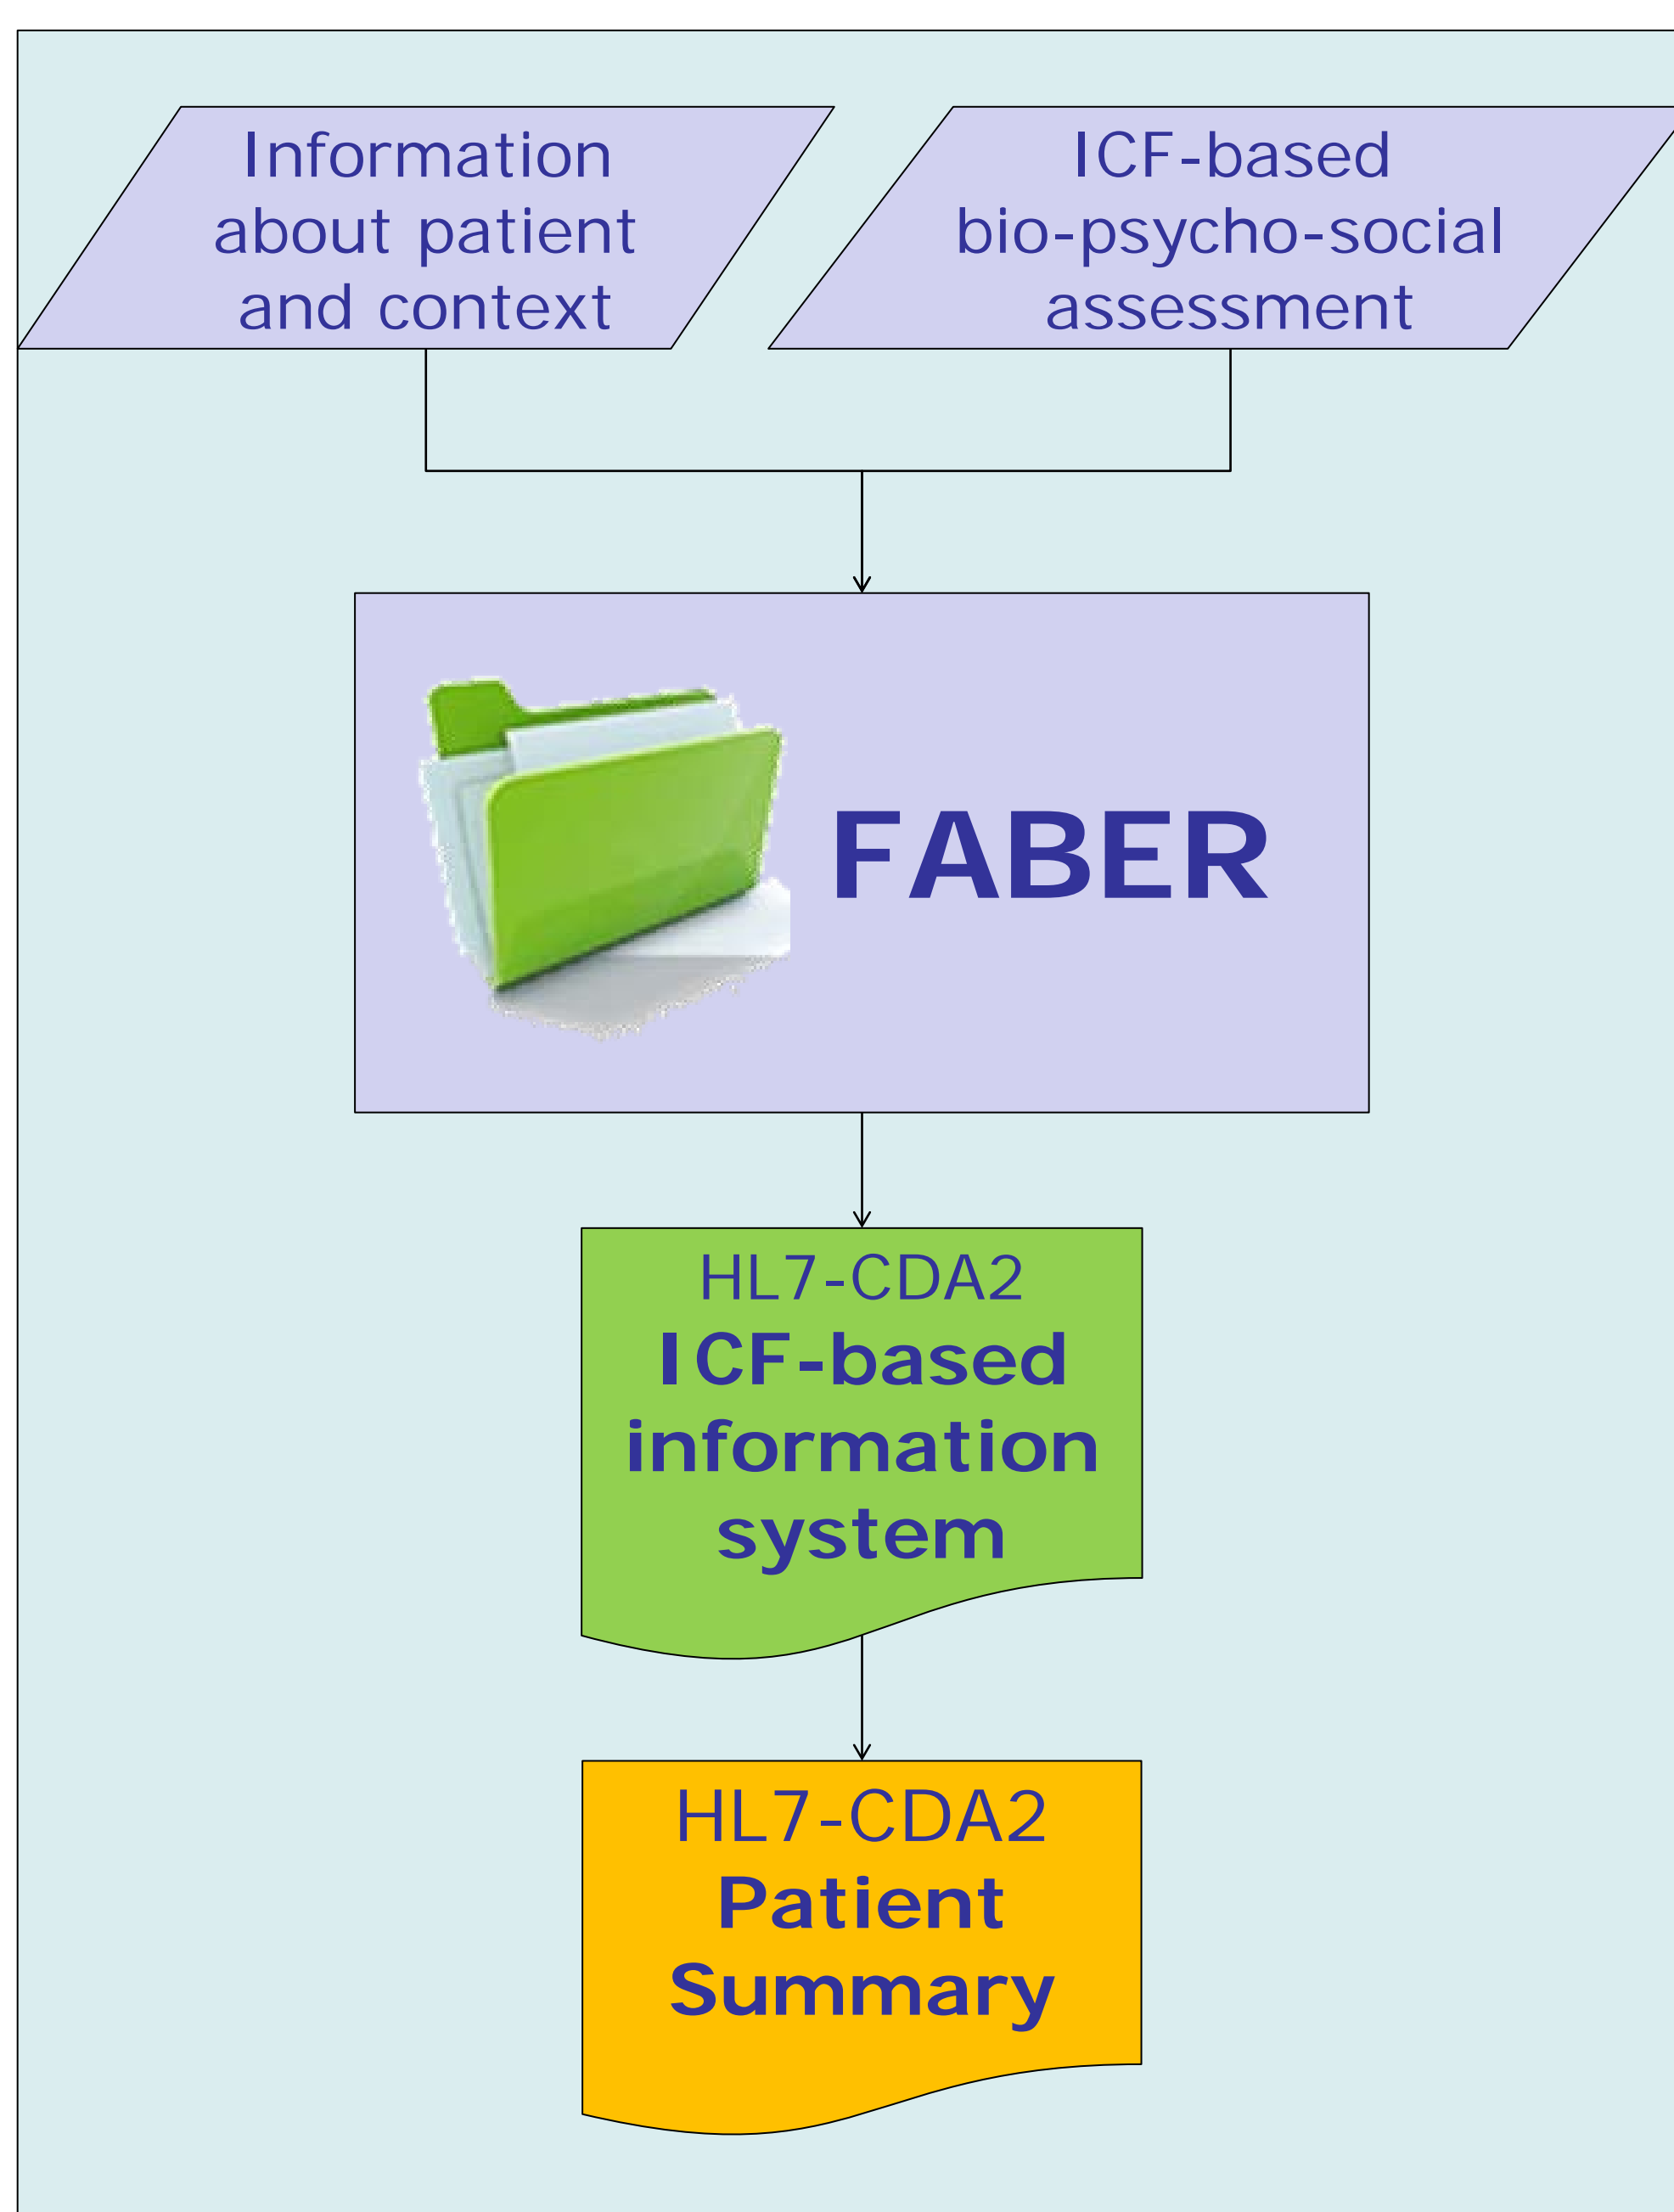 Information
about patient
and context
ICF-based
bio-psycho-social
assessment
FABER
HL7-CDA2
ICF-based
information
system
HL7-CDA2
Patient
Summary